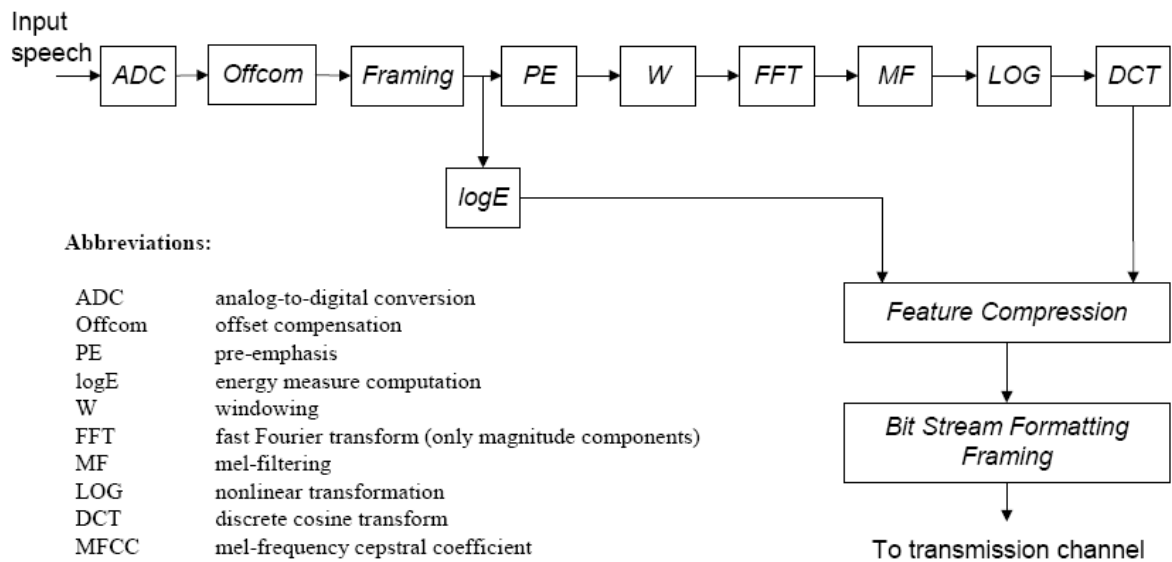 Input
speech
ADC Offcom Framing PE W FFT MF LOG DCT
logE
Abbreviations:
ADC analog-to-digital conversion
Offcom offset compensation
PE pre-emphasis
logE energy measure computation
W windowing
FFT fast Fourier transform (only magnitude components)
MF mel-filtering
LOG nonlinear transformation
DCT discrete cosine transform
MFCC mel-frequency cepstral coefficient
Feature Compression
Bit Stream Formatting
Framing
To transmission channel